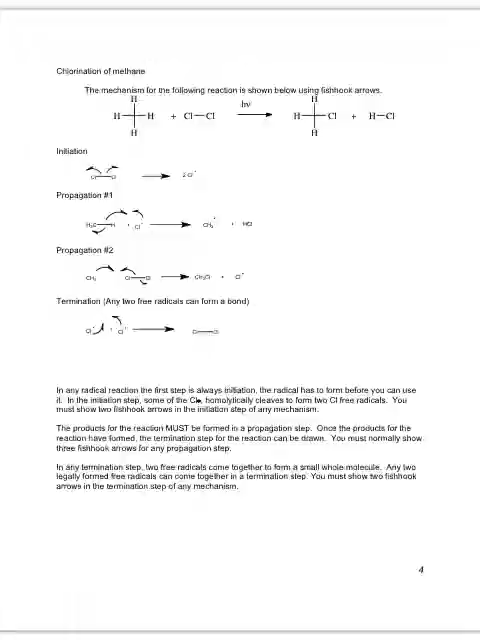 Chlorination of methane
The mechanism for the following reaction is shown below using fishhook arrows.
H H
hν
H H + Cl Cl H Cl + H Cl
H H
Initiation
Cl Cl 2 Cl
Propagation #1
H₃C H + Cl CH₃ + HCl
Propagation #2
CH₃ Cl Cl CH₃Cl + Cl
Termination (Any two free radicals can form a bond)
Cl + Cl Cl Cl
In any radical reaction the first step is always initiation, the radical has to form before you can use
it. In the initiation step, some of the Cl, homolytically cleaves to form two Cl free radicals. You
must show two fishhook arrows in the initiation step of any mechanism.
The products for the reaction MUST be formed in a propagation step. Once the products for the
reaction have formed, the termination step for the reaction can be drawn. You must normally show
three fishhook arrows for any propagation step.
In any termination step, two free radicals come together to form a small whole molecule. Any two
legally formed free radicals can come together in a termination step. You must show two fishhook
arrows in the termination step of any mechanism.
4